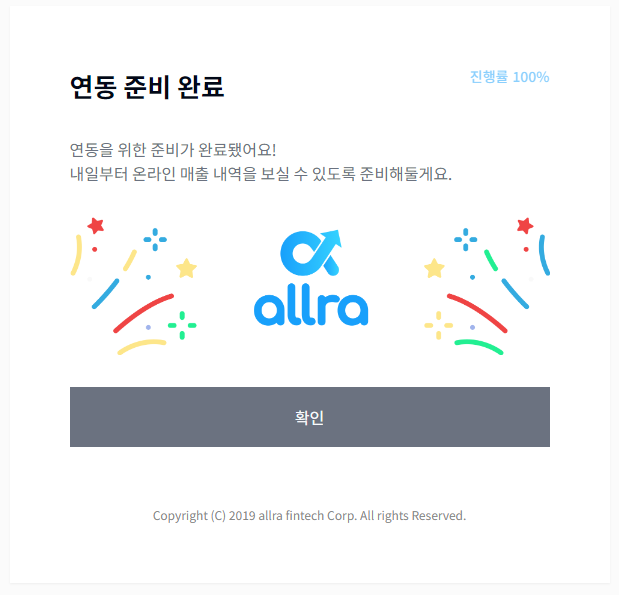 연동 준비 완료
진행률 100%
연동을 위한 준비가 완료됐어요!
내일부터 온라인 매출 내역을 보실 수 있도록 준비해둘게요.
allra
확인
Copyright (C) 2019 allra fintech Corp. All rights Reserved.